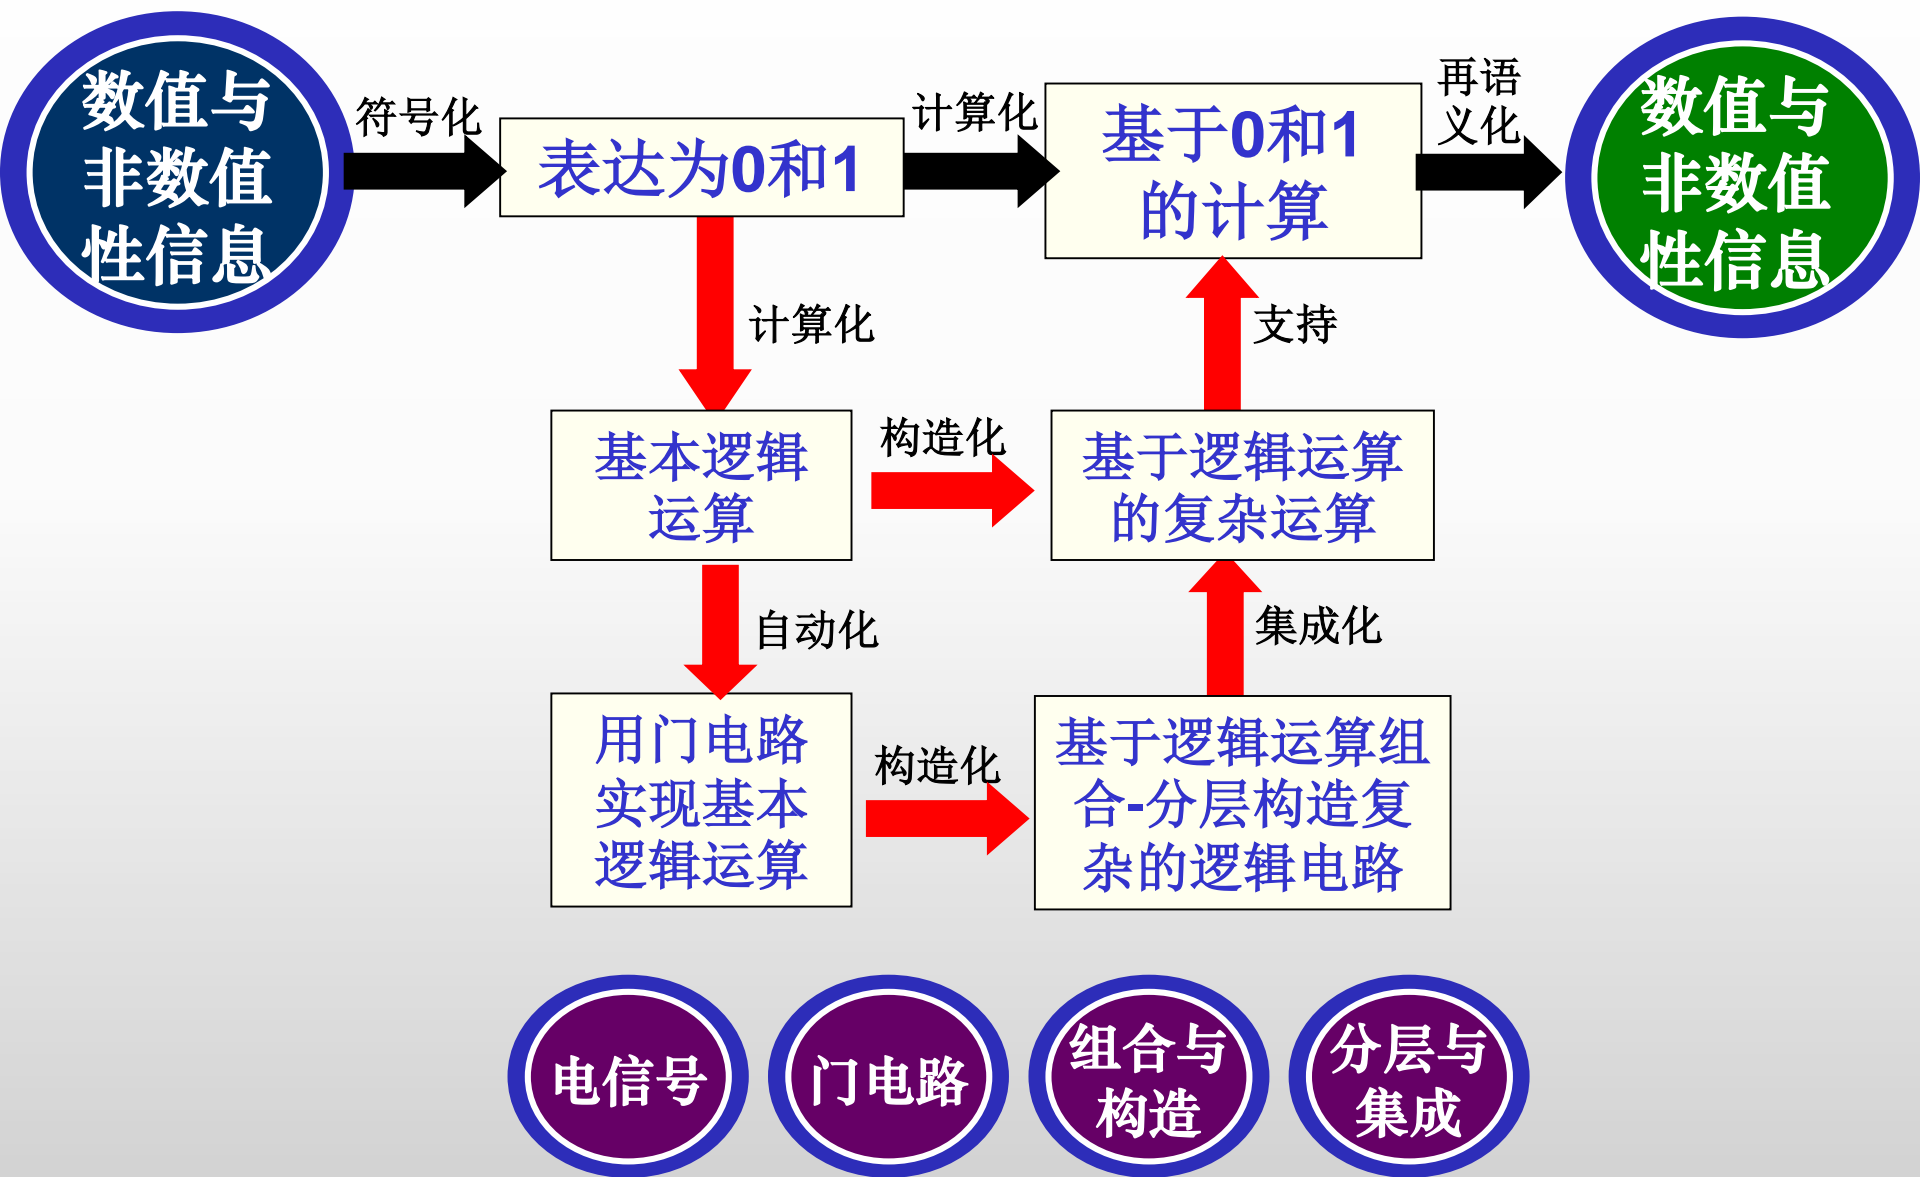 数值与
非数值
性信息
符号化
表达为0和1
计算化
基于0和1
的计算
再语
义化
数值与
非数值
性信息
计算化
支持
基本逻辑
运算
构造化
基于逻辑运算
的复杂运算
自动化
集成化
用门电路
实现基本
逻辑运算
构造化
基于逻辑运算组
合-分层构造复
杂的逻辑电路
电信号
门电路
组合与
构造
分层与
集成